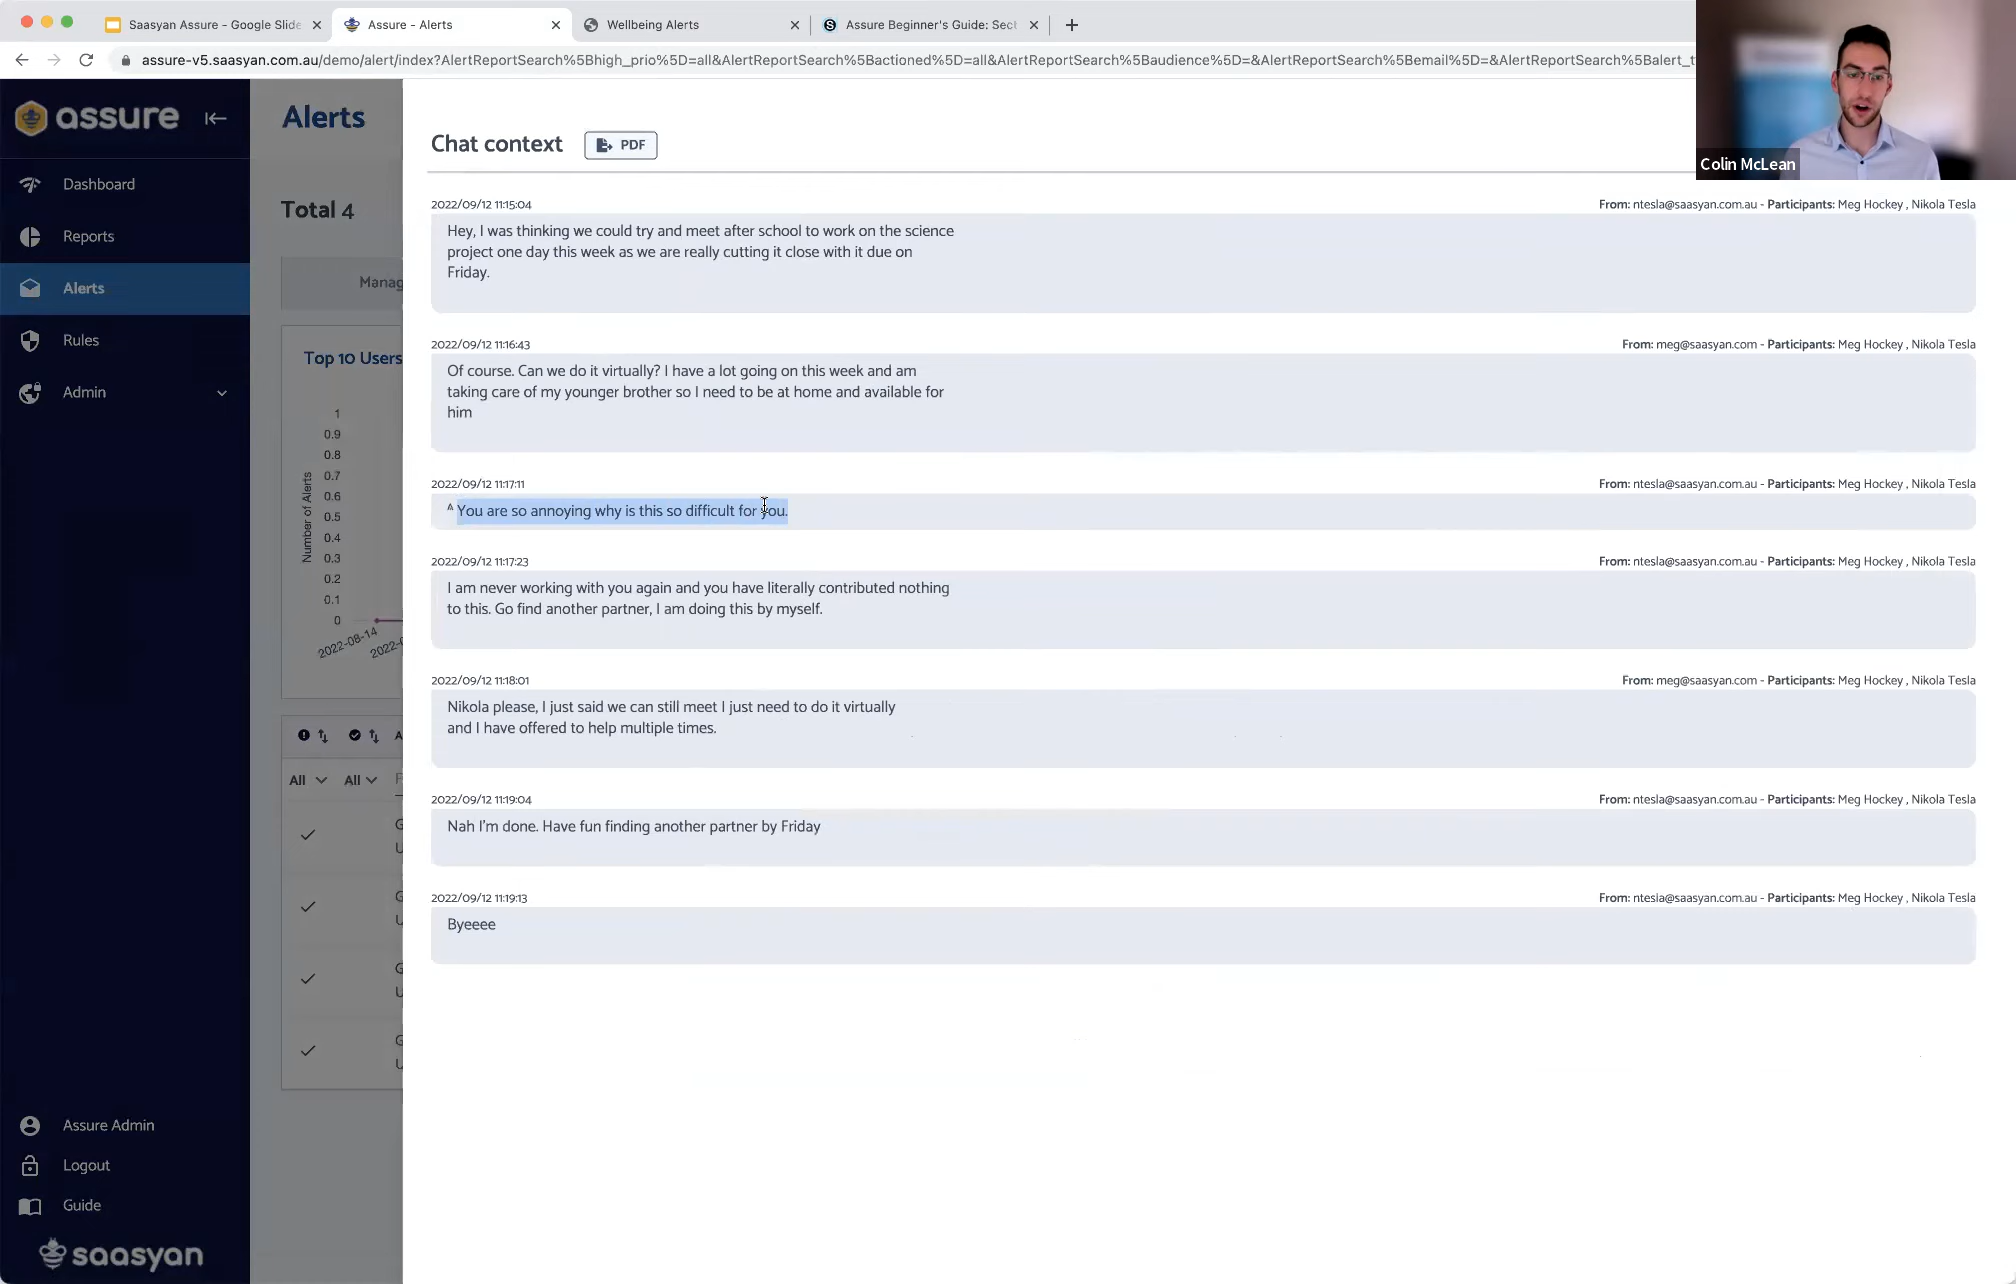 Saasyan Assure - Google Slide
Assure - Alerts
Wellbeing Alerts
Assure Beginner's Guide: Sect
assure-v5.saasyan.com.au/demo/alert/index?AlertReportSearch%5Bhigh_prio%5D=all&AlertReportSearch%5Bactioned%5D=all&AlertReportSearch%5Baudience%5D=&AlertReportSearch%5Bemail%5D=&AlertReportSearch%5Balert_t
Colin McLean
assure
Dashboard
Reports
Alerts
Rules
Admin
Assure Admin
Logout
Guide
saasyan
Alerts
Total 4
Manag
Top 10 Users
Number of Alerts
1
0.9
0.8
0.7
0.6
0.5
0.4
0.3
0.2
0.1
0
2022-08-14
2022-0
A
All All F
G
U
G
U
G
U
G
U
Chat context PDF
2022/09/12 11:15:04 From: ntesla@saasyan.com.au - Participants: Meg Hockey , Nikola Tesla
Hey, I was thinking we could try and meet after school to work on the science
project one day this week as we are really cutting it close with it due on
Friday.
2022/09/12 11:16:43 From: meg@saasyan.com - Participants: Meg Hockey , Nikola Tesla
Of course. Can we do it virtually? I have a lot going on this week and am
taking care of my younger brother so I need to be at home and available for
him
2022/09/12 11:17:11 From: ntesla@saasyan.com.au - Participants: Meg Hockey , Nikola Tesla
You are so annoying why is this so difficult for you.
2022/09/12 11:17:23 From: ntesla@saasyan.com.au - Participants: Meg Hockey , Nikola Tesla
I am never working with you again and you have literally contributed nothing
to this. Go find another partner, I am doing this by myself.
2022/09/12 11:18:01 From: meg@saasyan.com - Participants: Meg Hockey , Nikola Tesla
Nikola please, I just said we can still meet I just need to do it virtually
and I have offered to help multiple times.
2022/09/12 11:19:04 From: ntesla@saasyan.com.au - Participants: Meg Hockey , Nikola Tesla
Nah I'm done. Have fun finding another partner by Friday
2022/09/12 11:19:13 From: ntesla@saasyan.com.au - Participants: Meg Hockey , Nikola Tesla
Byeeee